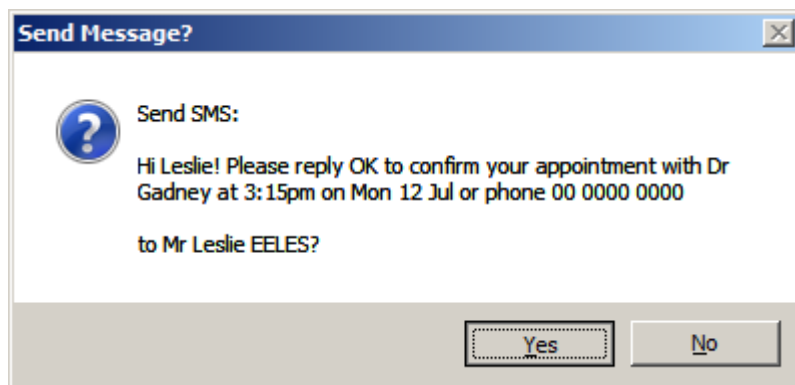 Send Message?
Send SMS:
Hi Leslie! Please reply OK to confirm your appointment with Dr
Gadney at 3:15pm on Mon 12 Jul or phone 00 0000 0000
to Mr Leslie EELES?
Yes
No